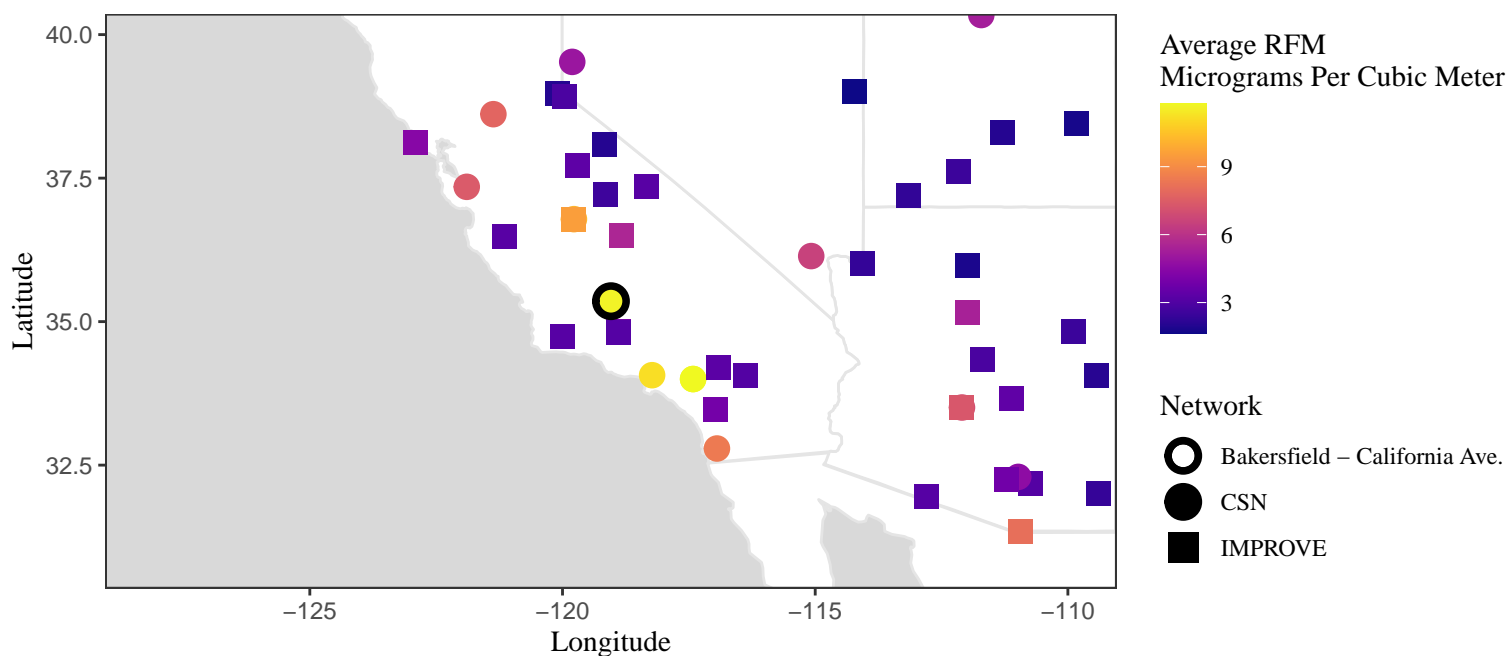 40.0
37.5
35.0
32.5
Latitude
−125
−120
−115
−110
Longitude
Average RFM
Micrograms Per Cubic Meter
9
6
3
Network
Bakersfield − California Ave.
CSN
IMPROVE